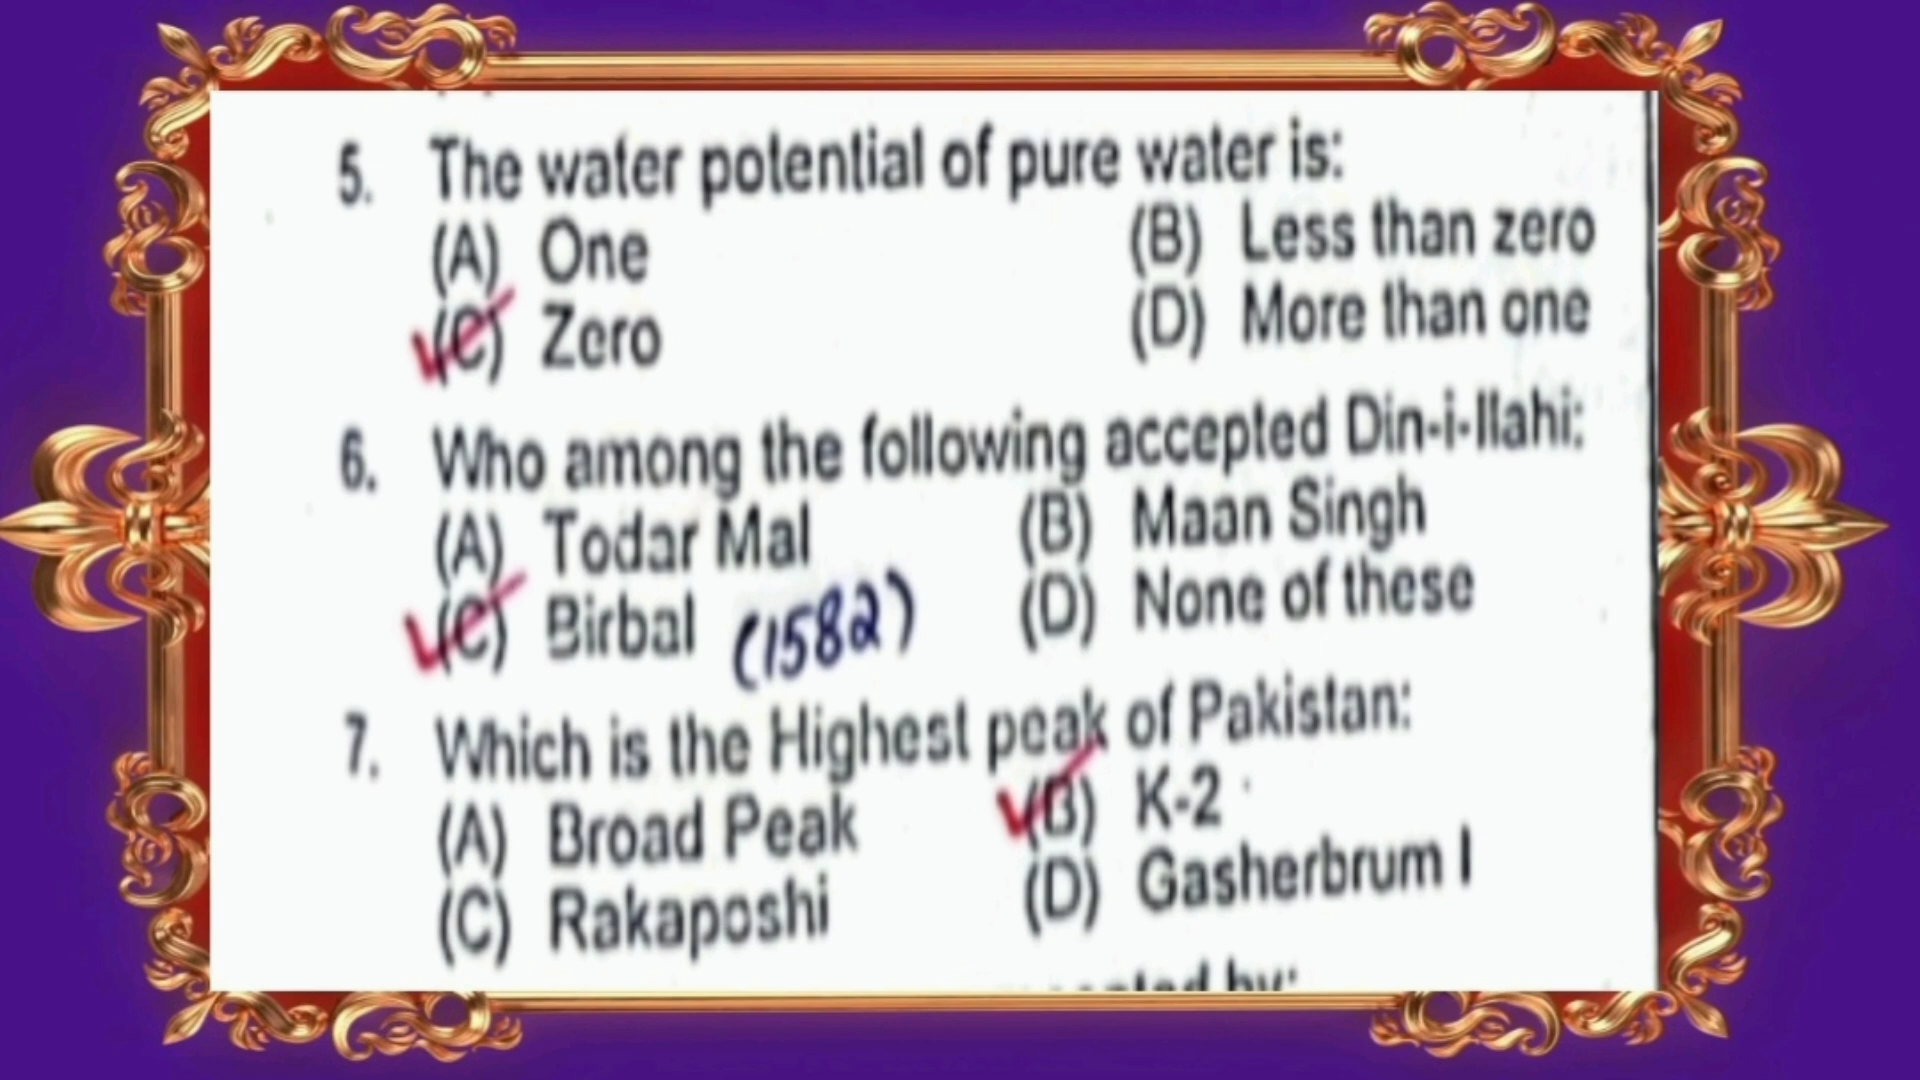 5. The water potential of pure water is:
(A) One (B) Less than zero
(C) Zero (D) More than one
6. Who among the following accepted Din-i-Ilahi:
(A) Todar Mal (B) Maan Singh
(C) Birbal (1582) (D) None of these
7. Which is the Highest peak of Pakistan:
(A) Broad Peak (B) K-2
(C) Rakaposhi (D) Gasherbrum I
by: